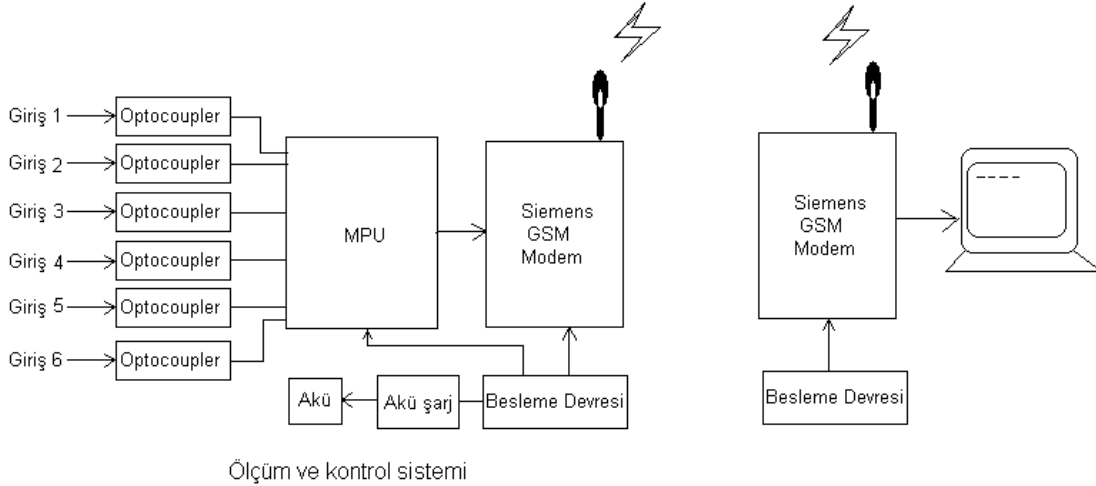 Giriş 1
Optocoupler
Giriş 2
Optocoupler
Giriş 3
Optocoupler
Giriş 4
Optocoupler
Giriş 5
Optocoupler
Giriş 6
Optocoupler
MPU
Siemens
GSM
Modem
Akü
Akü şarj
Besleme Devresi
Siemens
GSM
Modem
Besleme Devresi
Ölçüm ve kontrol sistemi